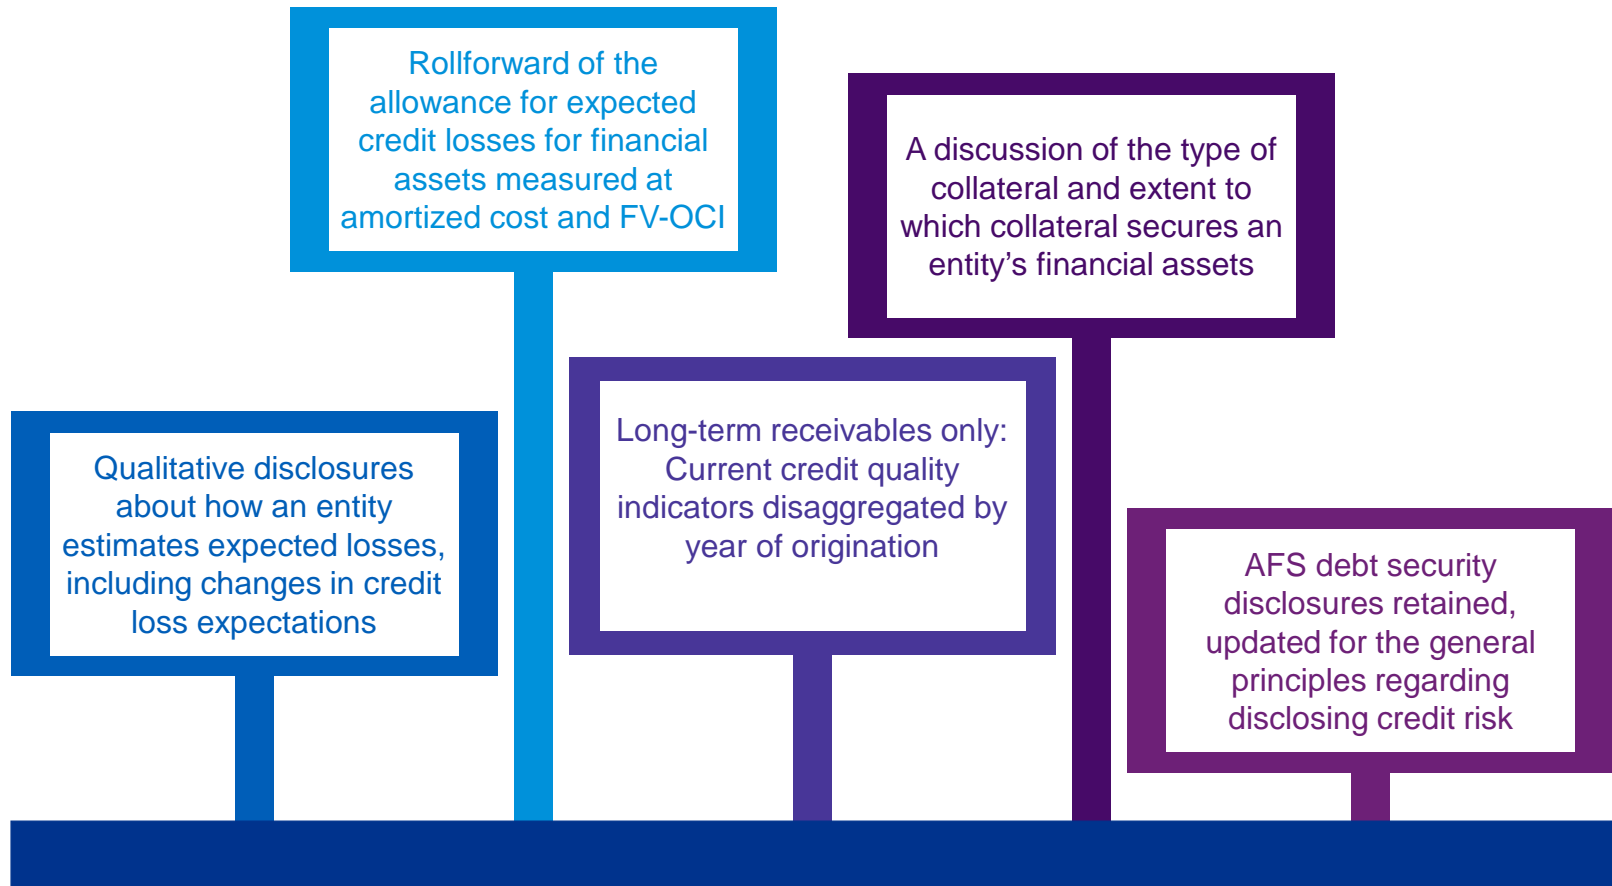 Rollforward of the
allowance for expected
credit losses for financial
assets measured at
amortized cost and FV-OCI
A discussion of the type of
collateral and extent to
which collateral secures an
entity’s financial assets
Qualitative disclosures
about how an entity
estimates expected losses,
including changes in credit
loss expectations
Long-term receivables only:
Current credit quality
indicators disaggregated by
year of origination
AFS debt security
disclosures retained,
updated for the general
principles regarding
disclosing credit risk